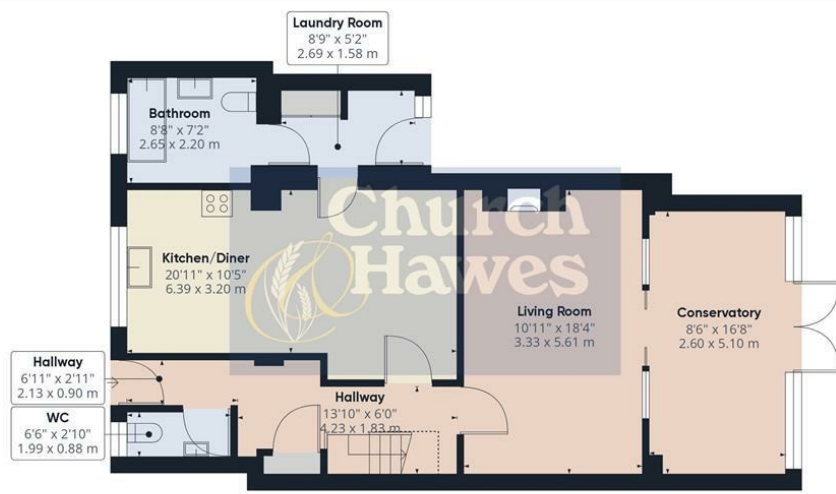 Laundry Room
8'9" x 5'2"
2.69 x 1.58 m
Bathroom
8'8" x 7'2"
2.65 x 2.20 m
Church
Hawes
Kitchen/Diner
20'11" x 10'5"
6.39 x 3.20 m
Living Room
10'11" x 18'4"
3.33 x 5.61 m
Conservatory
8'6" x 16'8"
2.60 x 5.10 m
Hallway
6'11" x 2'11"
2.13 x 0.90 m
Hallway
13'10" x 6'0"
4.23 x 1.83 m
WC
6'6" x 2'10"
1.99 x 0.88 m